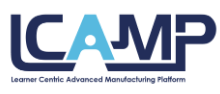 LCAMP
Learner Centric Advanced Manufacturing Platform